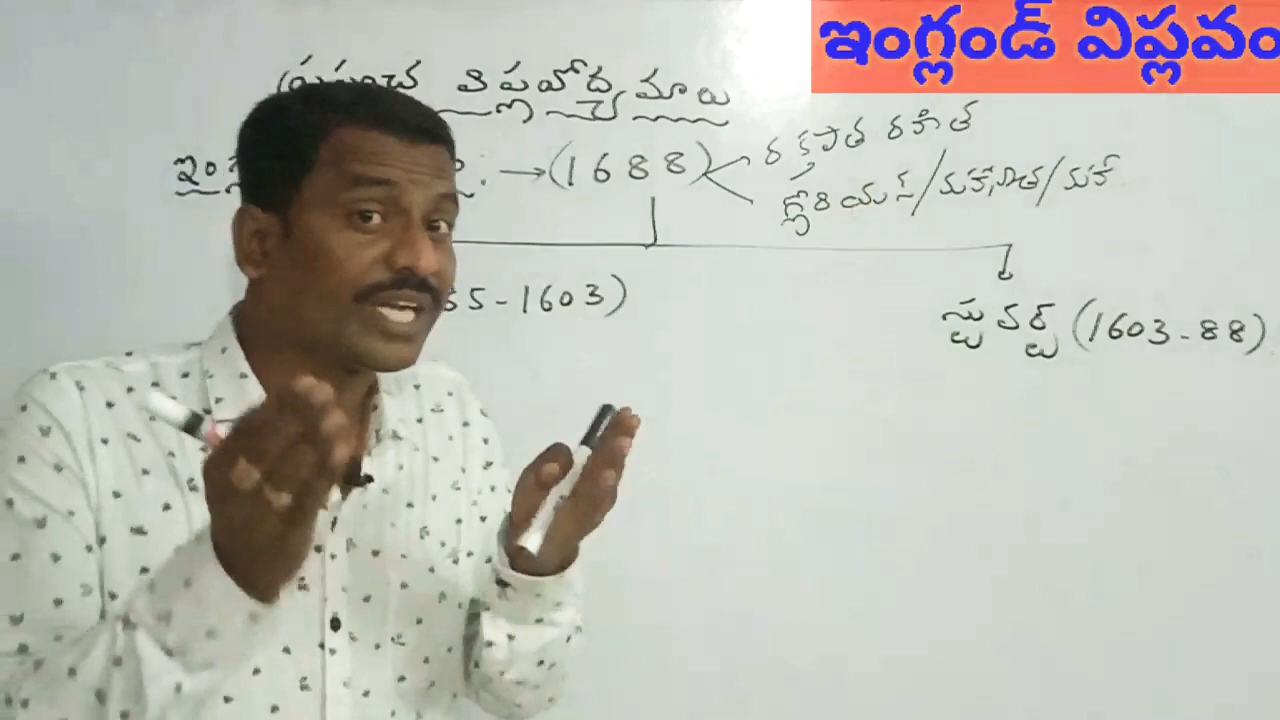 ఇంగ్లండ్ విప్లవం
ప్రపంచ విప్లవోద్యమాలు
→(1688) రక్తపాత రహిత
గ్లోరియస్/మహోన్నత/మహా
55-1603)
స్టువర్ట్ (1603-88)